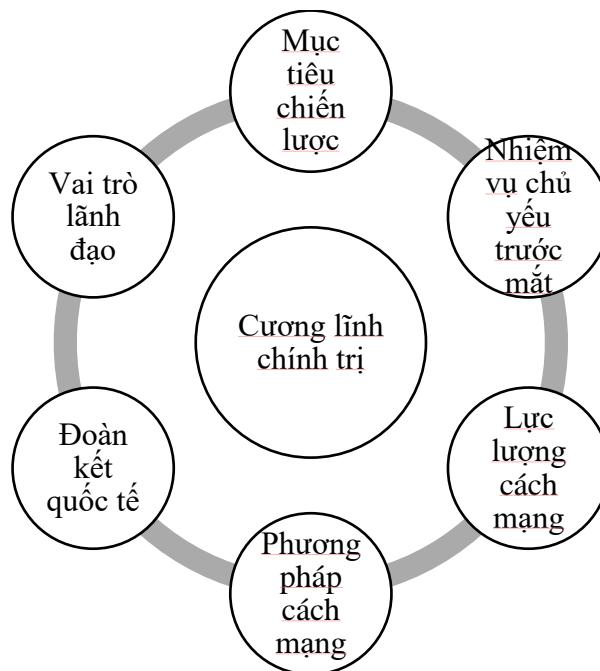 Mục
tiêu
chiến
lược
Nhiệm
vụ chủ
yếu
trước
mắt
Lực
lượng
cách
mạng
Phương
pháp
cách
mạng
Đoàn
kết
quốc tế
Vai trò
lãnh
đạo
Cương lĩnh
chính trị